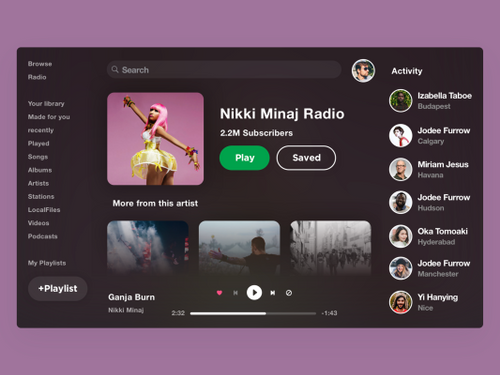 Browse
Radio
Your library
Made for you
recently
Played
Songs
Albums
Artists
Stations
LocalFiles
Videos
Podcasts
My Playlists
+Playlist
Search
Nikki Minaj Radio
2.2M Subscribers
Play
Saved
More from this artist
Ganja Burn
Nikki Minaj
2:32
-1:43
Activity
Izabella Taboe
Budapest
Jodee Furrow
Calgary
Miriam Jesus
Havana
Jodee Furrow
Hudson
Oka Tomoaki
Hyderabad
Jodee Furrow
Manchester
Yi Hanying
Nice